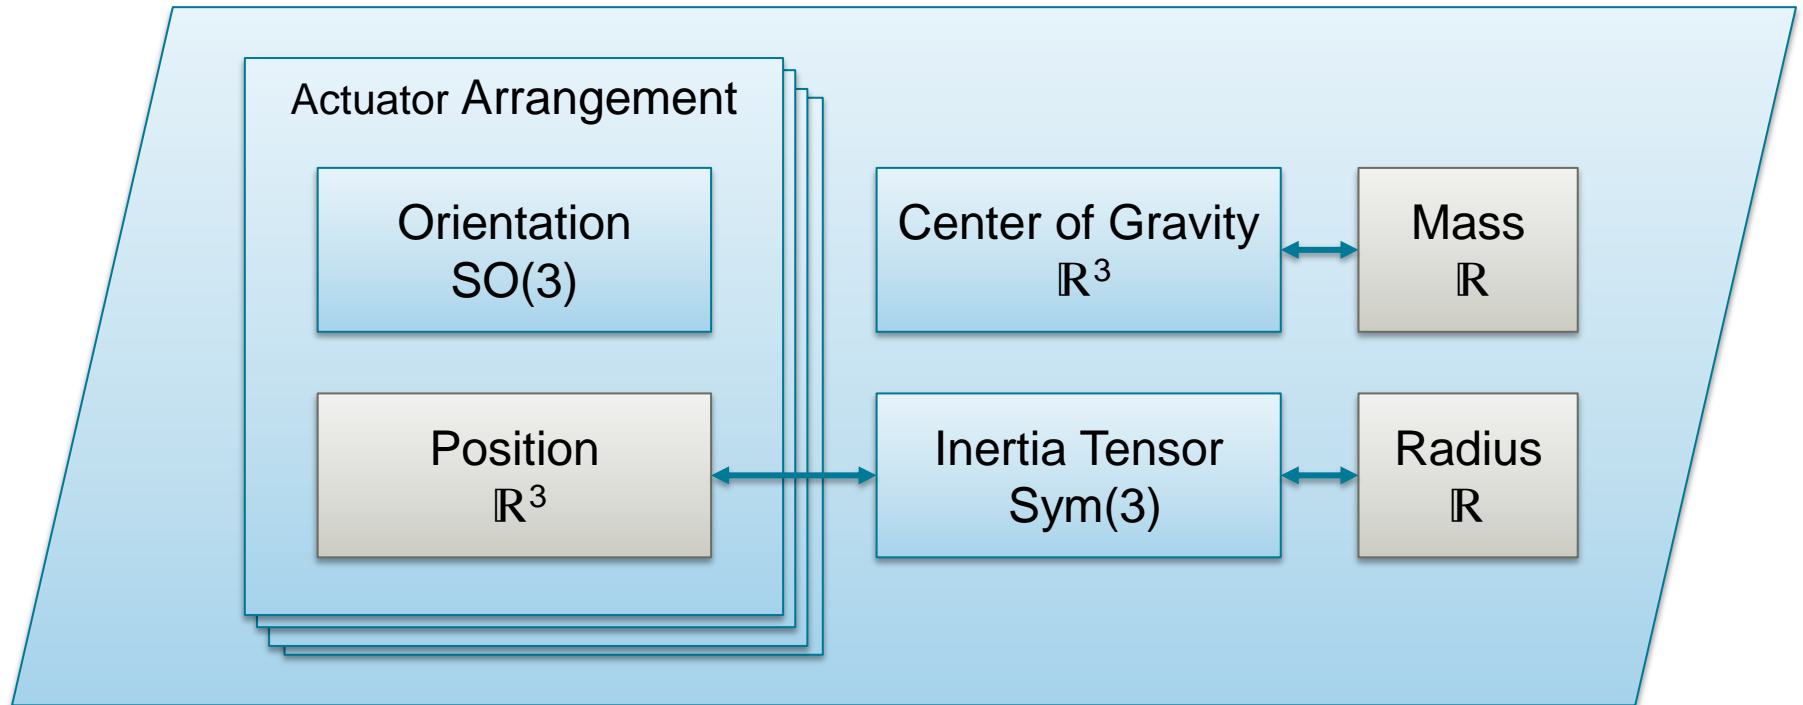 Actuator Arrangement
Orientation
SO(3)
Center of Gravity
ℝ³
Mass
ℝ
Position
ℝ³
Inertia Tensor
Sym(3)
Radius
ℝ